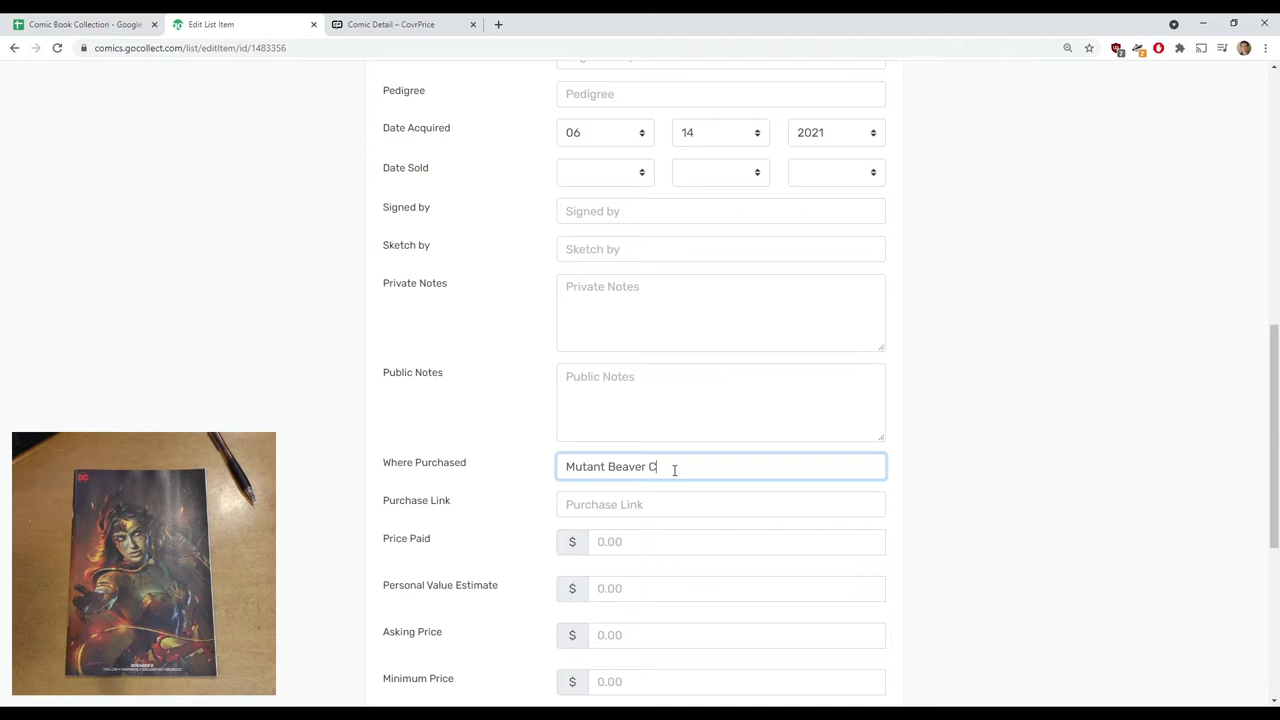 Comic Book Collection - Google
Edit List Item
Comic Detail – CovrPrice
comics.gocollect.com/list/editItem/id/1483356
7
2
Pedigree
Pedigree
Date Acquired
06
14
2021
Date Sold
Signed by
Signed by
Sketch by
Sketch by
Private Notes
Private Notes
Public Notes
Public Notes
Where Purchased
Mutant Beaver C
Purchase Link
Purchase Link
Price Paid
$ 0.00
Personal Value Estimate
$ 0.00
Asking Price
$ 0.00
Minimum Price
$ 0.00
DC